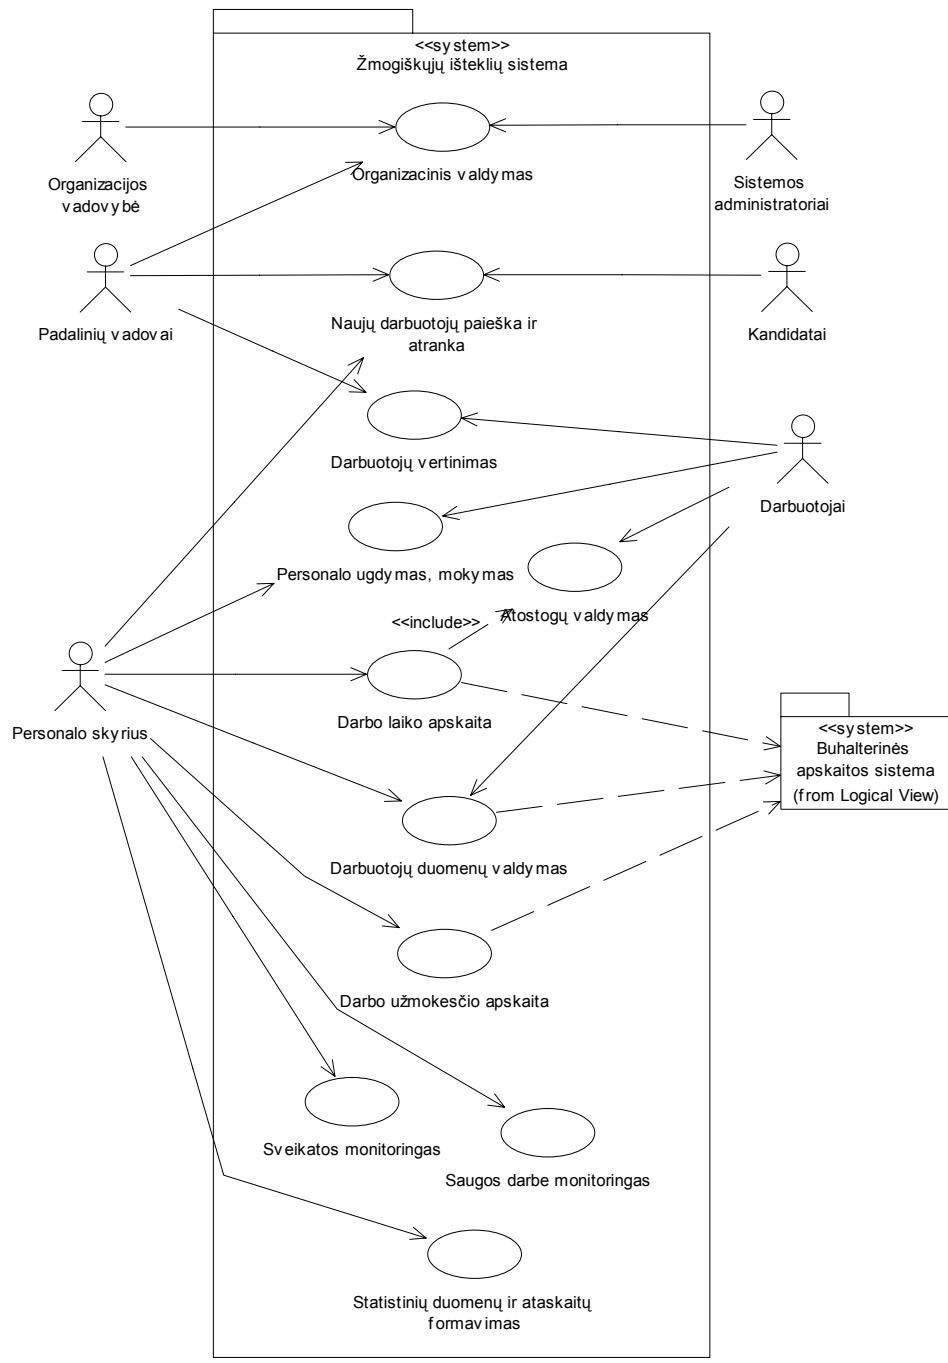 <<system>>
Žmogiškųjų išteklių sistema
Organizacijos
vadovybė
Organizacinis valdymas
Sistemos
administratoriai
Padalinių vadovai
Naujų darbuotojų paieška ir
atranka
Kandidatai
Darbuotojų vertinimas
Darbuotojai
Personalo ugdymas, mokymas
Atostogų valdymas
<<include>>
Personalo skyrius
Darbo laiko apskaita
<<system>>
Buhalterinės
apskaitos sistema
(from Logical View)
Darbuotojų duomenų valdymas
Darbo užmokesčio apskaita
Sveikatos monitoringas
Saugos darbe monitoringas
Statistinių duomenų ir ataskaitų
formavimas